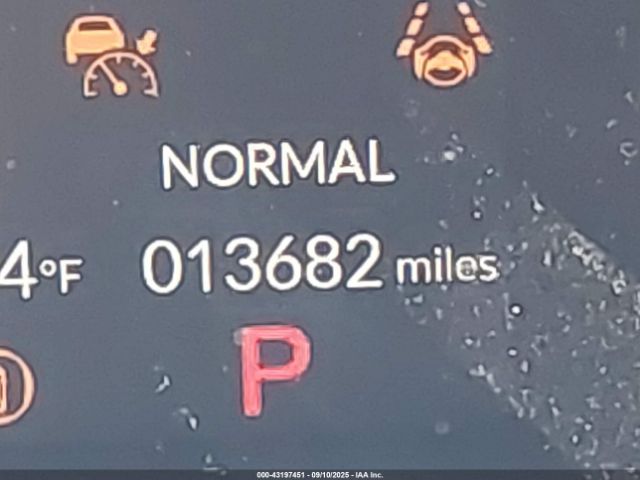 NORMAL
4°F 013682 miles
P
000-43197451 - 09/10/2025 - IAA Inc.